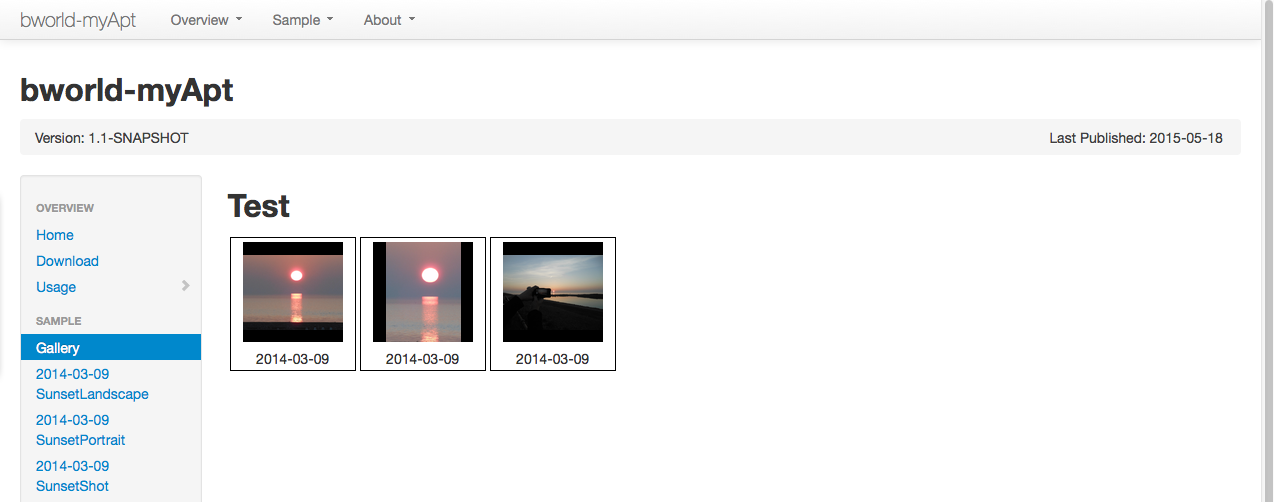 bworld-myApt Overview Sample About
bworld-myApt
Version: 1.1-SNAPSHOT Last Published: 2015-05-18
OVERVIEW
Home
Download
Usage
SAMPLE
Gallery
2014-03-09
SunsetLandscape
2014-03-09
SunsetPortrait
2014-03-09
SunsetShot
Test
2014-03-09 2014-03-09 2014-03-09